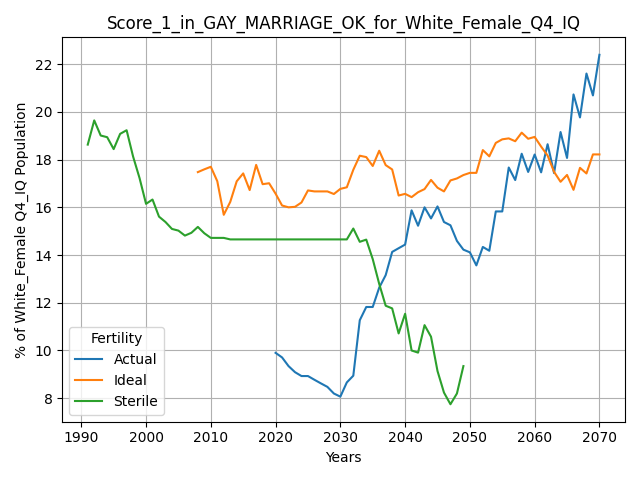 Score_1_in_GAY_MARRIAGE_OK_for_White_Female_Q4_IQ
% of White_Female Q4_IQ Population
22
20
18
16
14
12
10
8
Fertility
Actual
Ideal
Sterile
1990 2000 2010 2020 2030 2040 2050 2060 2070
Years